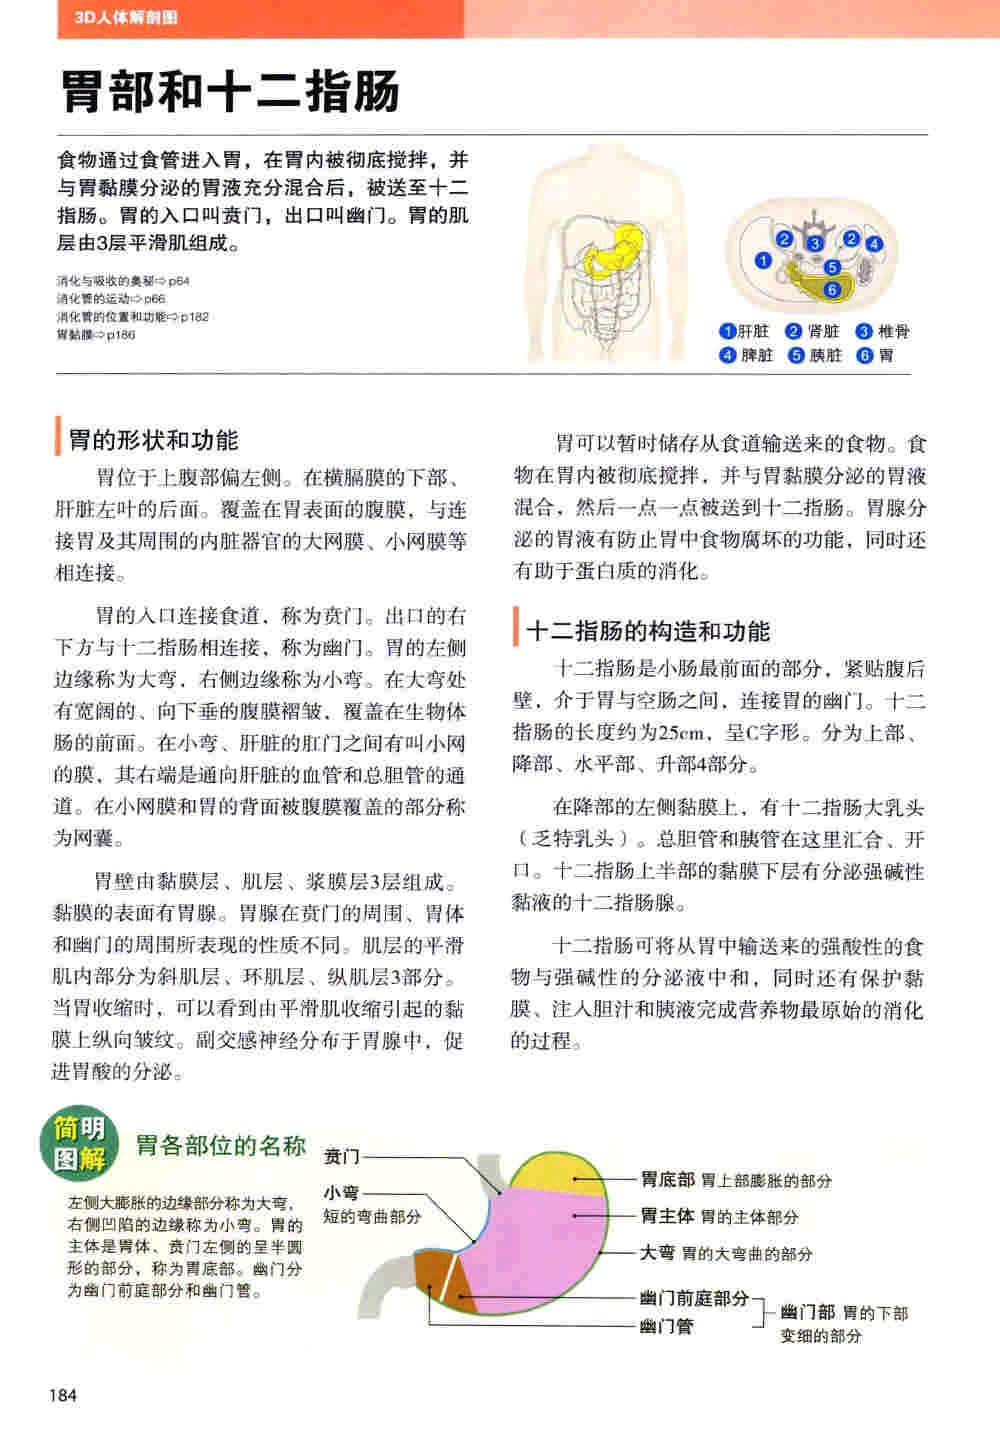 3D人体解剖图
胃部和十二指肠
食物通过食管进入胃，在胃内被彻底搅拌，并
与胃黏膜分泌的胃液充分混合后，被送至十二
指肠。胃的入口叫贲门，出口叫幽门。胃的肌
层由3层平滑肌组成。
消化与吸收的奥秘⇨p64
消化管的运动⇨p66
消化管的位置和功能⇨p182
胃黏膜⇨p186
2 3 2 4
1 5
6
1肝脏 2肾脏 3椎骨
4脾脏 5胰脏 6胃
胃的形状和功能
胃位于上腹部偏左侧。在横膈膜的下部、
肝脏左叶的后面。覆盖在胃表面的腹膜，与连
接胃及其周围的内脏器官的大网膜、小网膜等
相连接。
胃的入口连接食道，称为贲门。出口的右
下方与十二指肠相连接，称为幽门。胃的左侧
边缘称为大弯，右侧边缘称为小弯。在大弯处
有宽阔的、向下垂的腹膜褶皱，覆盖在生物体
肠的前面。在小弯、肝脏的肛门之间有叫小网
的膜，其右端是通向肝脏的血管和总胆管的通
道。在小网膜和胃的背面被腹膜覆盖的部分称
为网囊。
胃壁由黏膜层、肌层、浆膜层3层组成。
黏膜的表面有胃腺。胃腺在贲门的周围、胃体
和幽门的周围所表现的性质不同。肌层的平滑
肌内部分为斜肌层、环肌层、纵肌层3部分。
当胃收缩时，可以看到由平滑肌收缩引起的黏
膜上纵向皱纹。副交感神经分布于胃腺中，促
进胃酸的分泌。
胃可以暂时储存从食道输送来的食物。食
物在胃内被彻底搅拌，并与胃黏膜分泌的胃液
混合，然后一点一点被送到十二指肠。胃腺分
泌的胃液有防止胃中食物腐坏的功能，同时还
有助于蛋白质的消化。
十二指肠的构造和功能
十二指肠是小肠最前面的部分，紧贴腹后
壁，介于胃与空肠之间，连接胃的幽门。十二
指肠的长度约为25cm，呈C字形。分为上部、
降部、水平部、升部4部分。
在降部的左侧黏膜上，有十二指肠大乳头
（乏特乳头）。总胆管和胰管在这里汇合、开
口。十二指肠上半部的黏膜下层有分泌强碱性
黏液的十二指肠腺。
十二指肠可将从胃中输送来的强酸性的食
物与强碱性的分泌液中和，同时还有保护黏
膜、注入胆汁和胰液完成营养物最原始的消化
的过程。
简明
图解
胃各部位的名称
左侧大膨胀的边缘部分称为大弯，
右侧凹陷的边缘称为小弯。胃的
主体是胃体、贲门左侧的呈半圆
形的部分，称为胃底部。幽门分
为幽门前庭部分和幽门管。
贲门
小弯
短的弯曲部分
胃底部 胃上部膨胀的部分
胃主体 胃的主体部分
大弯 胃的大弯曲的部分
幽门前庭部分
幽门管
幽门部 胃的下部
变细的部分
184